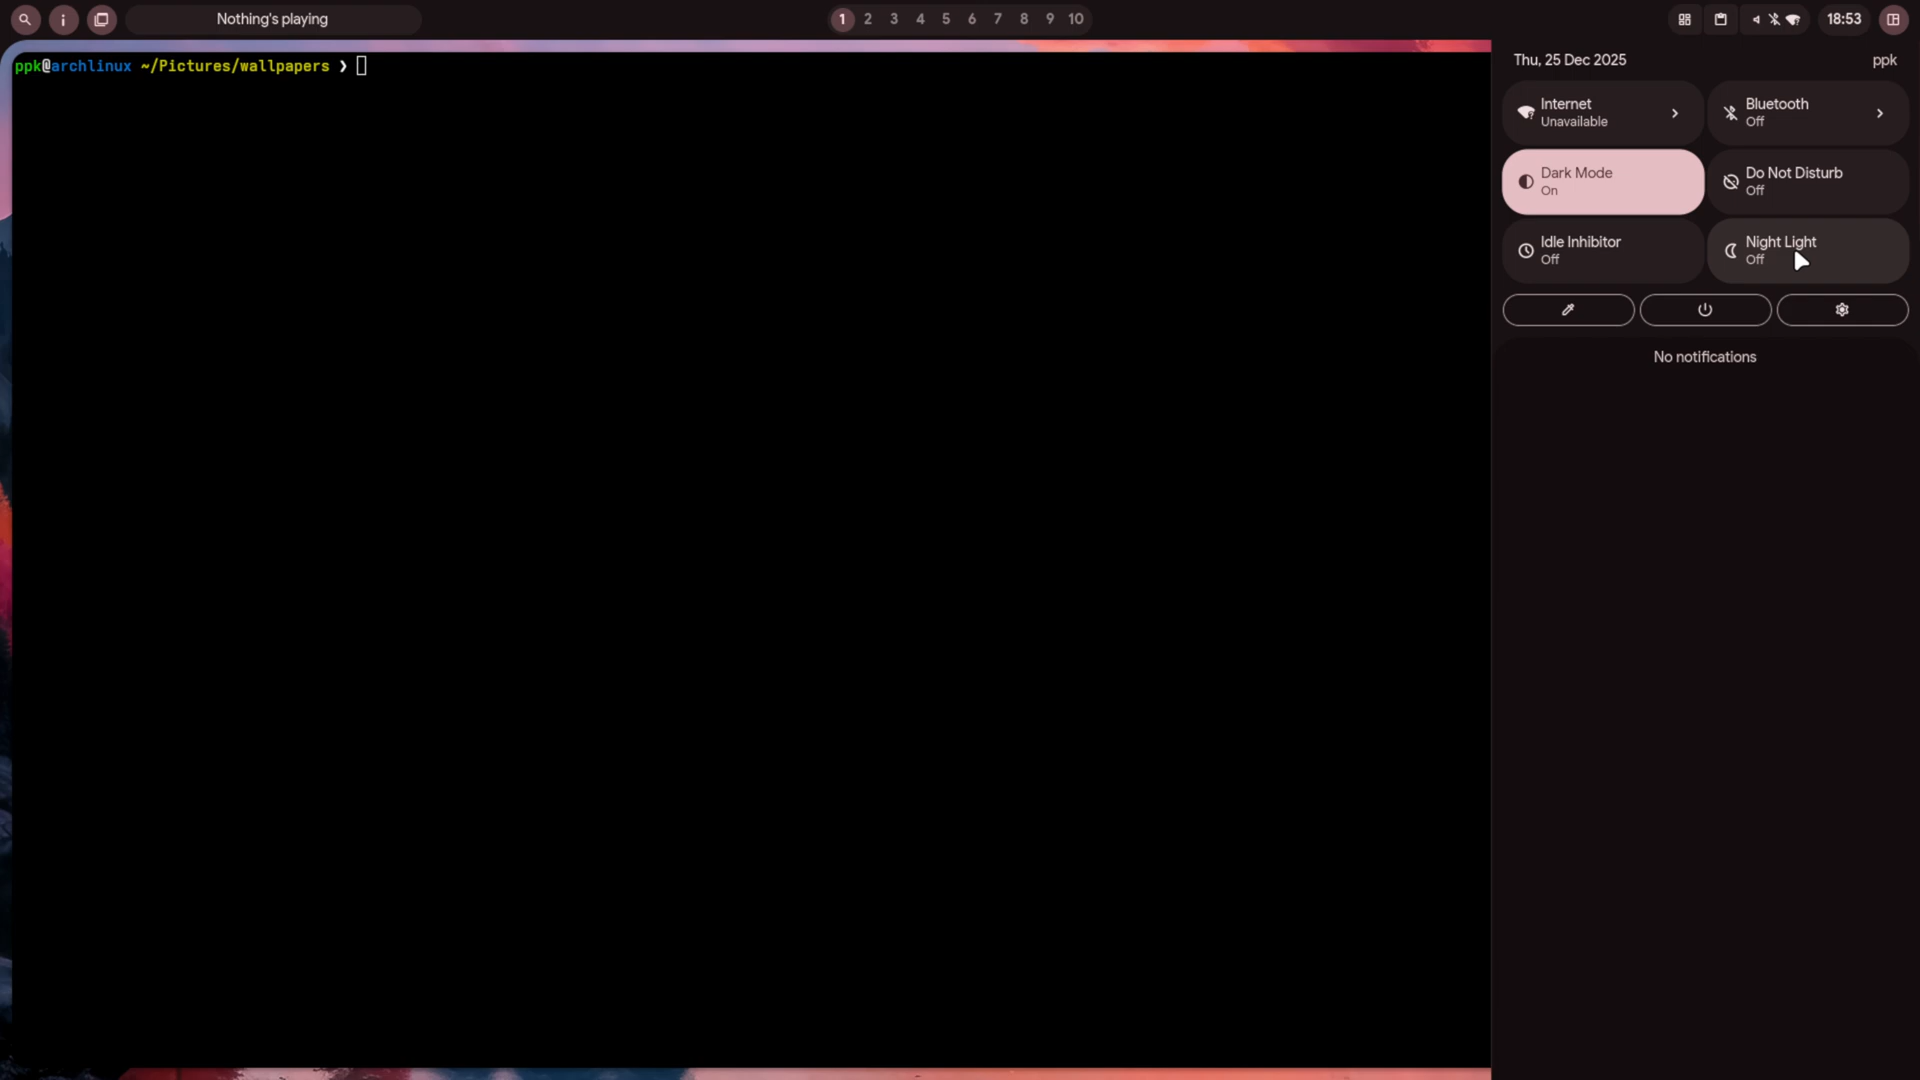 Nothing's playing
1 2 3 4 5 6 7 8 9 10
18:53
ppk@archlinux ~/Pictures/wallpapers ❯
Thu, 25 Dec 2025 ppk
Internet
Unavailable
Bluetooth
Off
Dark Mode
On
Do Not Disturb
Off
Idle Inhibitor
Off
Night Light
Off
No notifications